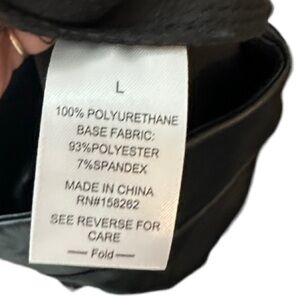 L
100% POLYURETHANE
BASE FABRIC:
93%POLYESTER
7%SPANDEX
MADE IN CHINA
RN#158262
SEE REVERSE FOR
CARE
— Fold —